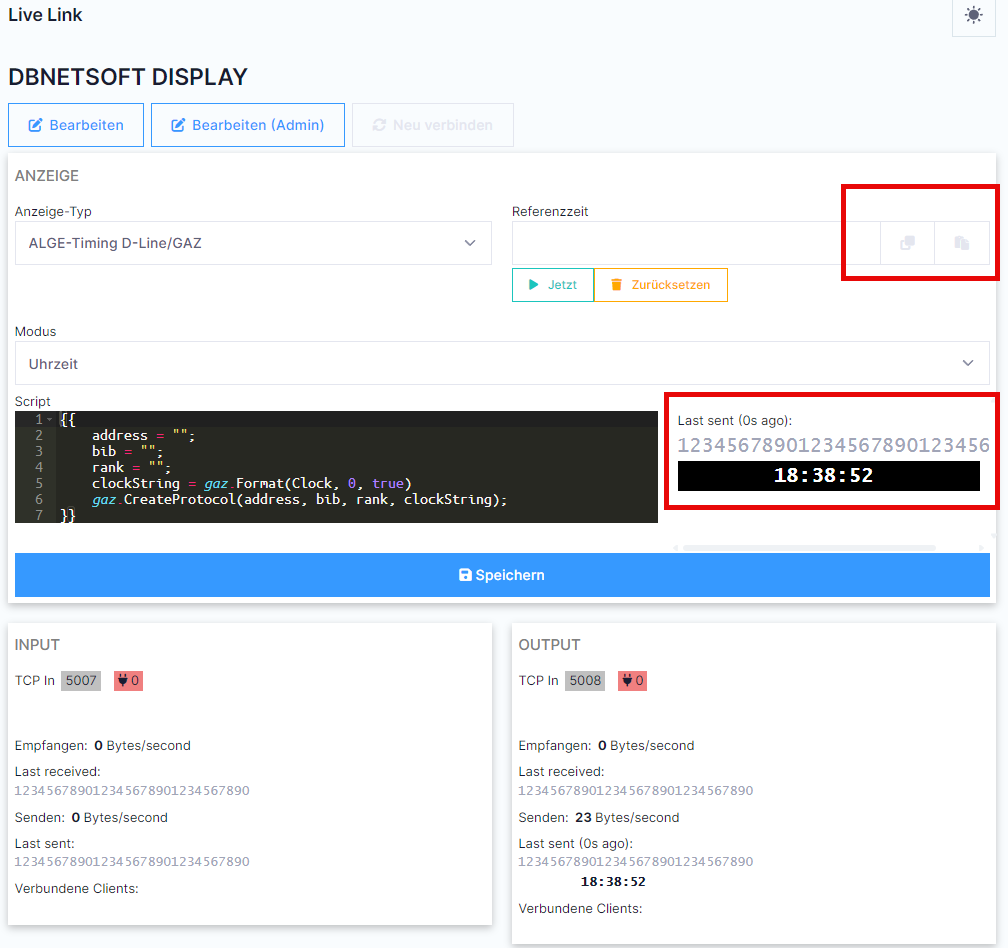 Live Link
DBNETSOFT DISPLAY
Bearbeiten
Bearbeiten (Admin)
Neu verbinden
ANZEIGE
Anzeige-Typ
ALGE-Timing D-Line/GAZ
Referenzzeit
Jetzt
Zurücksetzen
Modus
Uhrzeit
Script
1 {{
2 address = "";
3 bib = "";
4 rank = "";
5 clockString = gaz.Format(Clock, 0, true)
6 gaz.CreateProtocol(address, bib, rank, clockString);
7 }}
Last sent (0s ago):
12345678901234567890123456
18:38:52
Speichern
INPUT
TCP In 5007 0
Empfangen: 0 Bytes/second
Last received:
123456789012345678901234567890
Senden: 0 Bytes/second
Last sent:
123456789012345678901234567890
Verbundene Clients:
OUTPUT
TCP In 5008 0
Empfangen: 0 Bytes/second
Last received:
123456789012345678901234567890
Senden: 23 Bytes/second
Last sent (0s ago):
123456789012345678901234567890
18:38:52
Verbundene Clients: